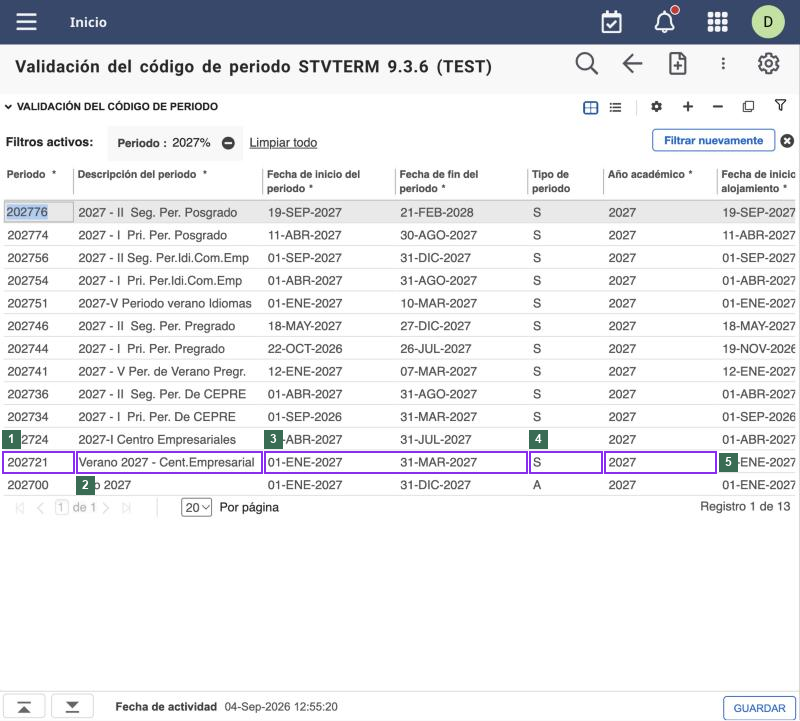 Inicio
D
Validación del código de periodo STVTERM 9.3.6 (TEST)
VALIDACIÓN DEL CÓDIGO DE PERIODO
Filtros activos: Periodo : 2027% Limpiar todo Filtrar nuevamente
Periodo * Descripción del periodo * Fecha de inicio del periodo * Fecha de fin del periodo * Tipo de periodo Año académico * Fecha de inicio alojamiento *
202776 2027 - II Seg. Per. Posgrado 19-SEP-2027 21-FEB-2028 S 2027 19-SEP-2027
202774 2027 - I Pri. Per. Posgrado 11-ABR-2027 30-AGO-2027 S 2027 11-ABR-2027
202756 2027 - II Seg. Per.Idi.Com.Emp 01-SEP-2027 31-DIC-2027 S 2027 01-SEP-2027
202754 2027 - I Pri. Per.Idi.Com.Emp 01-ABR-2027 31-AGO-2027 S 2027 01-ABR-2027
202751 2027-V Periodo verano Idiomas 01-ENE-2027 10-MAR-2027 S 2027 01-ENE-2027
202746 2027 - II Seg. Per. Pregrado 18-MAY-2027 27-DIC-2027 S 2027 18-MAY-2027
202744 2027 - I Pri. Per. Pregrado 22-OCT-2026 26-JUL-2027 S 2027 19-NOV-2026
202741 2027 - V Per. de Verano Pregr. 12-ENE-2027 07-MAR-2027 S 2027 12-ENE-2027
202736 2027 - II Seg. Per. De CEPRE 01-ABR-2027 31-AGO-2027 S 2027 01-ABR-2027
202734 2027 - I Pri. Per. De CEPRE 01-SEP-2026 31-MAR-2027 S 2027 01-SEP-2026
1 2724 2027-I Centro Empresariales 3 -ABR-2027 31-JUL-2027 4 2027 01-ABR-2027
202721 Verano 2027 - Cent.Empresarial 01-ENE-2027 31-MAR-2027 S 2027 5 -ENE-2027
202700 2 o 2027 01-ENE-2027 31-DIC-2027 A 2027 01-ENE-2027
1 de 1 20 Por página Registro 1 de 13
Fecha de actividad 04-Sep-2026 12:55:20 GUARDAR